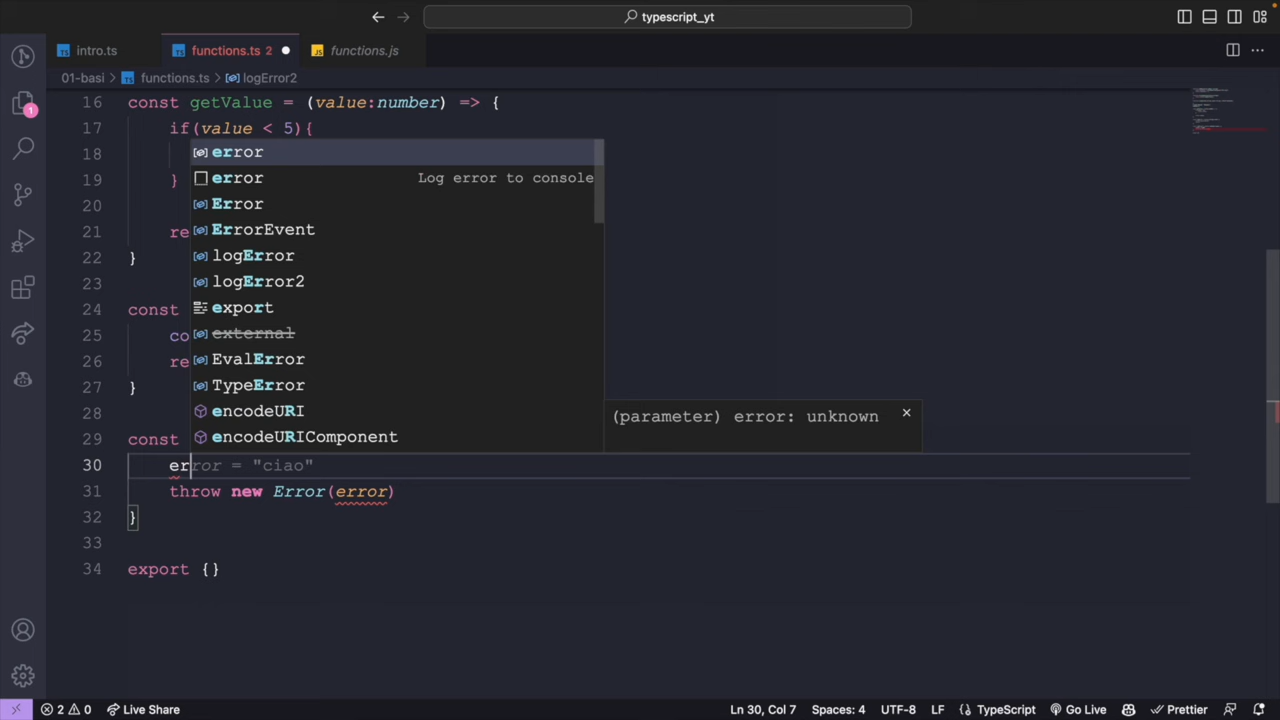 typescript_yt
intro.ts
functions.ts 2
functions.js
01-basi > functions.ts > logError2
16 const getValue = (value:number) => {
17 if(value < 5){
18
19 }
20
21 re
22 }
23
24 const
25 co
26 re
27 }
28
29 const
30 error = "ciao"
31 throw new Error(error)
32 }
33
34 export {}
error
error Log error to console
Error
ErrorEvent
logError
logError2
export
external
EvalError
TypeError
encodeURI
encodeURIComponent
(parameter) error: unknown
1
2 0 Live Share
Ln 30, Col 7 Spaces: 4 UTF-8 LF {} TypeScript Go Live Prettier